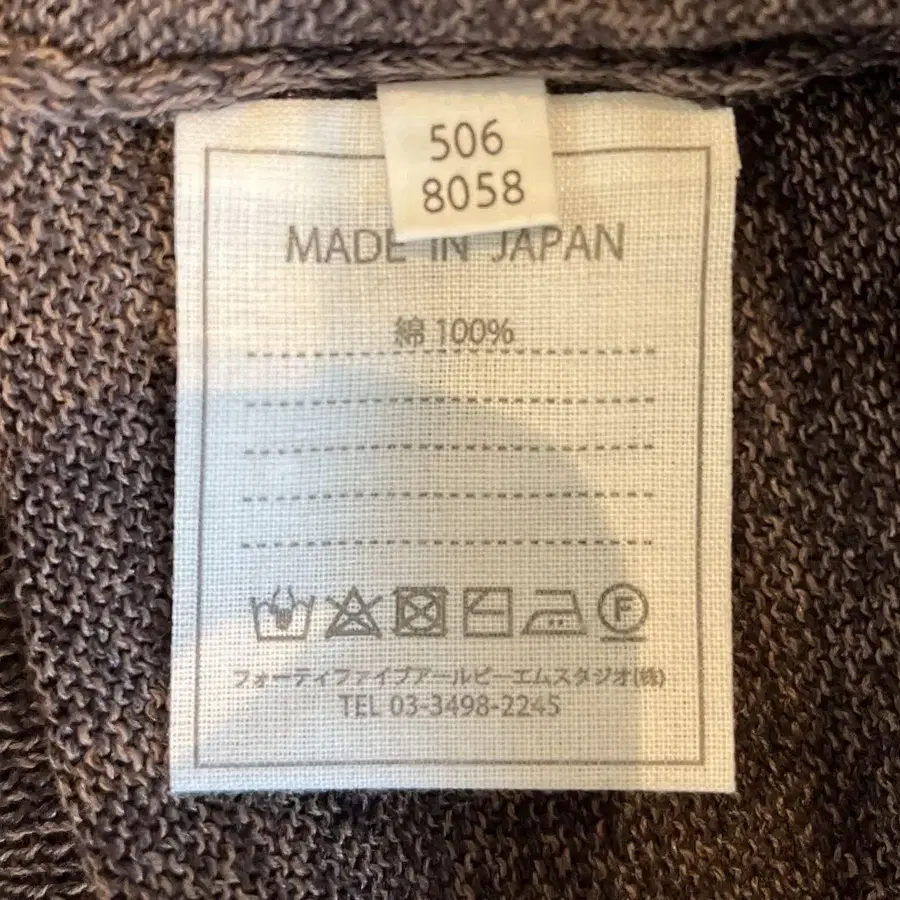 506
8058
MADE IN JAPAN
綿 100%
フォーティファイブアールピーエムスタジオ(株)
TEL 03-3498-2245